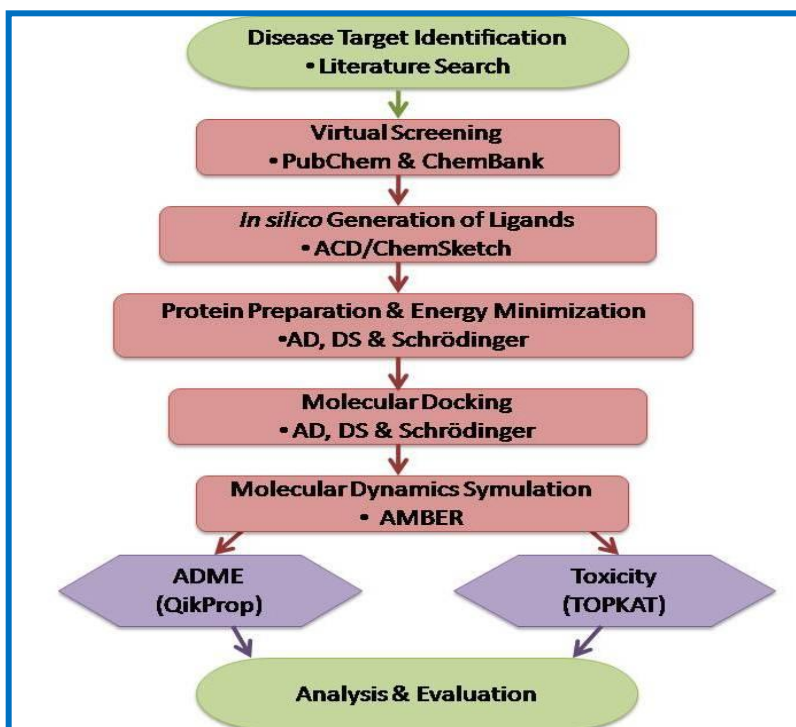 Disease Target Identification
• Literature Search
Virtual Screening
• PubChem & ChemBank
In silico Generation of Ligands
• ACD/ChemSketch
Protein Preparation & Energy Minimization
•AD, DS & Schrödinger
Molecular Docking
• AD, DS & Schrödinger
Molecular Dynamics Symulation
• AMBER
ADME
(QikProp)
Toxicity
(TOPKAT)
Analysis & Evaluation